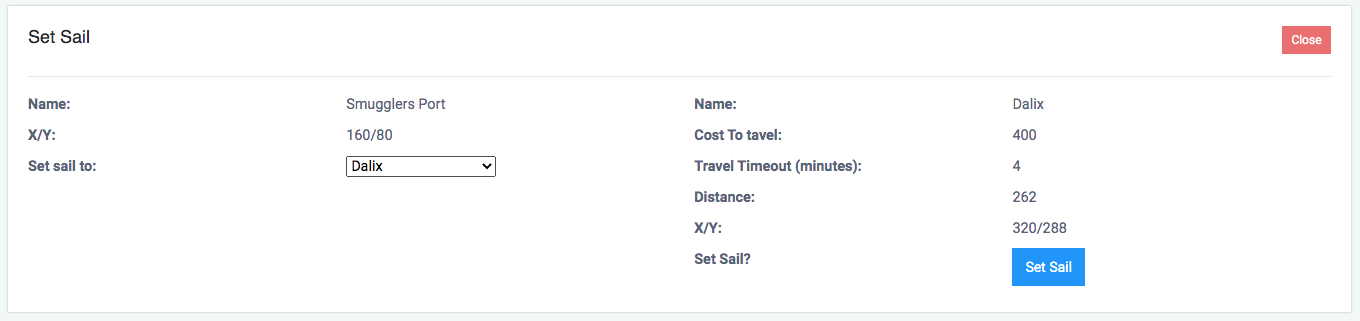 Set Sail
Close
Name:
Smugglers Port
X/Y:
160/80
Set sail to:
Dalix
Name:
Dalix
Cost To tavel:
400
Travel Timeout (minutes):
4
Distance:
262
X/Y:
320/288
Set Sail?
Set Sail